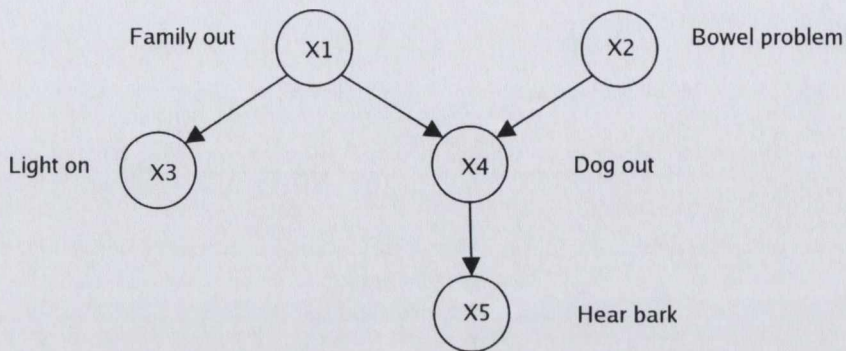 Family out
X1
X2
Bowel problem
Light on
X3
X4
Dog out
X5
Hear bark